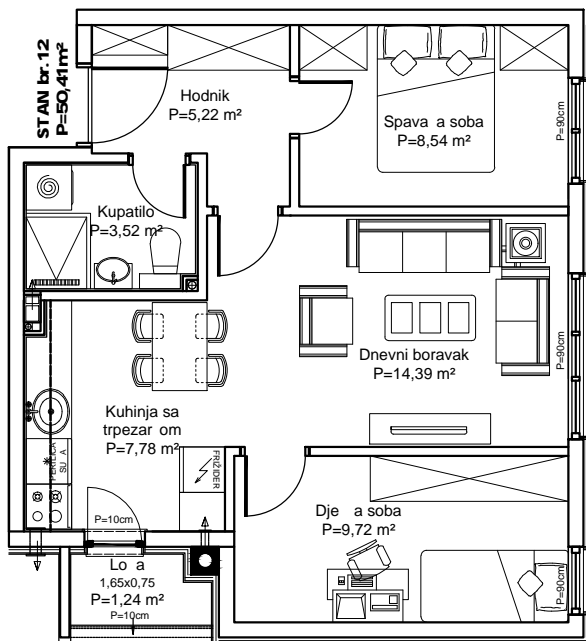 STAN br.12
P=50,41m²
Hodnik
P=5,22 m²
Spava a soba
P=8,54 m²
P=90cm
Kupatilo
P=3,52 m²
Dnevni boravak
P=14,39 m²
P=90cm
Kuhinja sa
trpezar om
P=7,78 m²
PERILICA
SU A
FRIŽIDER
P=10cm
Dje a soba
P=9,72 m²
P=90cm
Lo a
1,65x0,75
P=1,24 m²
P=10cm